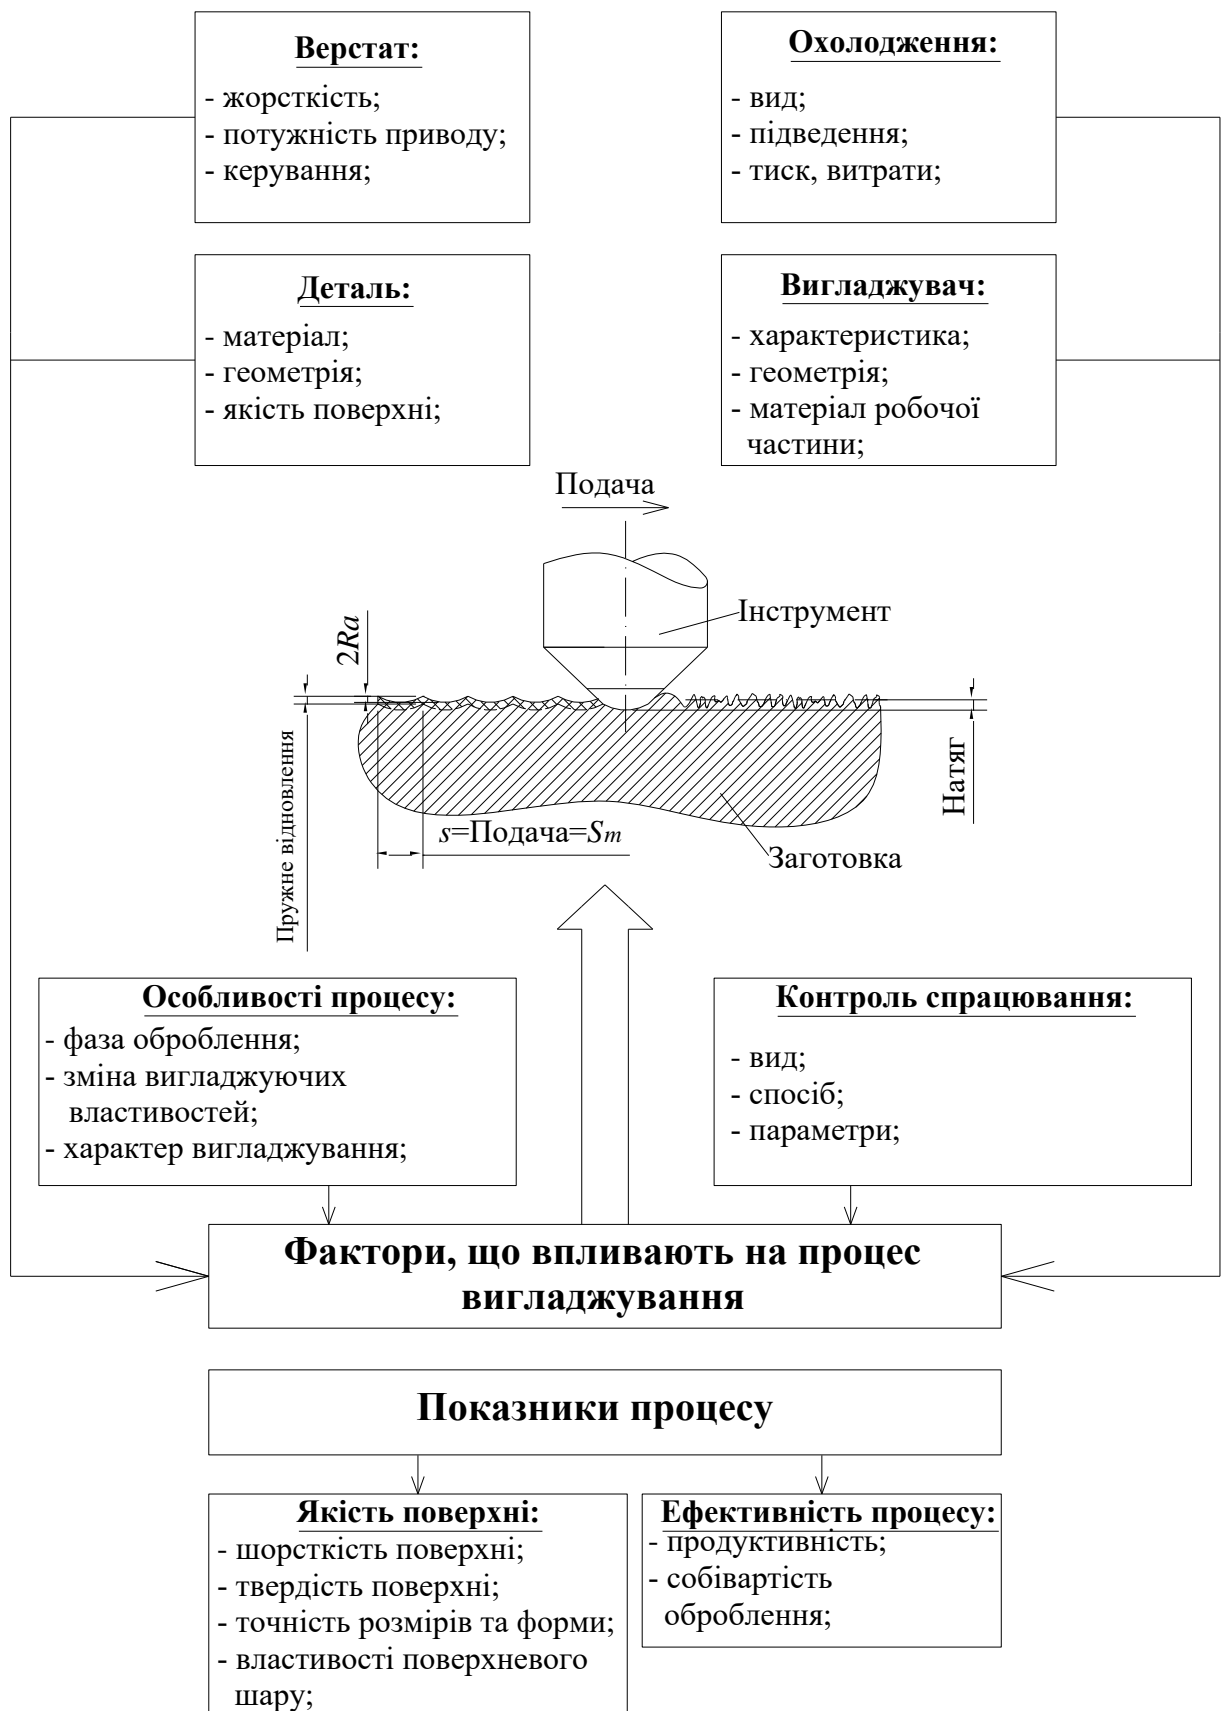 Верстат:
- жорсткість;
- потужність приводу;
- керування;
Охолодження:
- вид;
- підведення;
- тиск, витрати;
Деталь:
- матеріал;
- геометрія;
- якість поверхні;
Вигладжувач:
- характеристика;
- геометрія;
- матеріал робочої
частини;
Подача
Інструмент
2Ra
Пружне відновлення
Натяг
s=Подача=Sm
Заготовка
Особливості процесу:
- фаза оброблення;
- зміна вигладжуючих
властивостей;
- характер вигладжування;
Контроль спрацювання:
- вид;
- спосіб;
- параметри;
Фактори, що впливають на процес
вигладжування
Показники процесу
Якість поверхні:
- шорсткість поверхні;
- твердість поверхні;
- точність розмірів та форми;
- властивості поверхневого
шару;
Ефективність процесу:
- продуктивність;
- собівартість
оброблення;